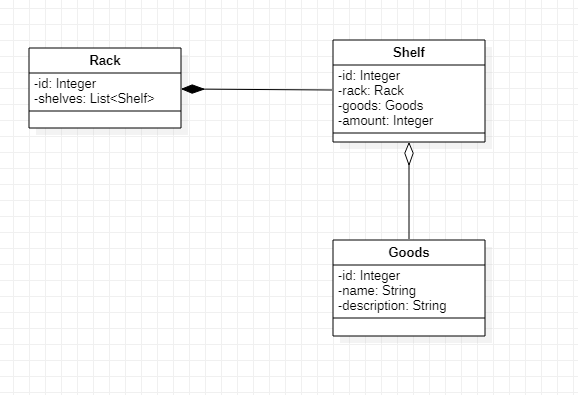 Rack
-id: Integer
-shelves: List<Shelf>
Shelf
-id: Integer
-rack: Rack
-goods: Goods
-amount: Integer
Goods
-id: Integer
-name: String
-description: String